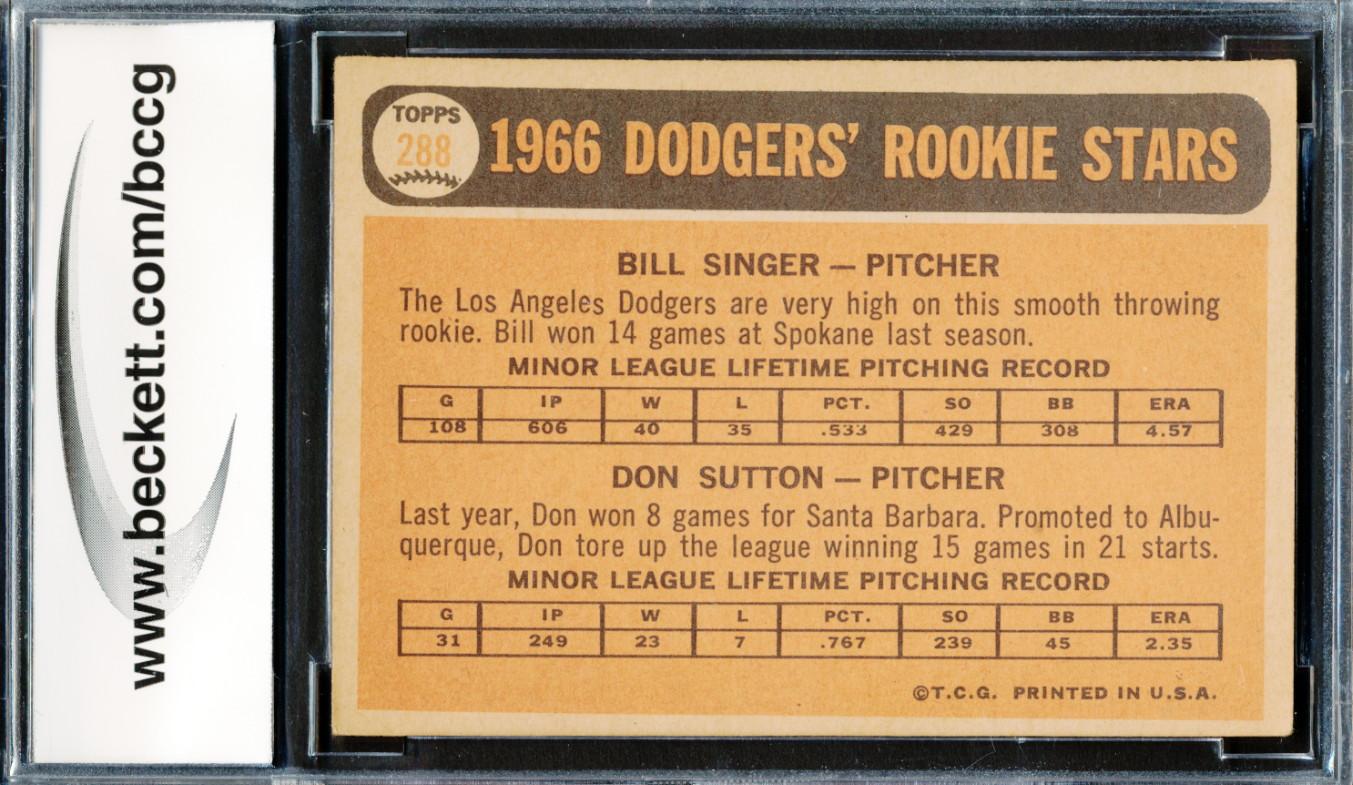 www.beckett.com/bccg
TOPPS
288
1966 DODGERS' ROOKIE STARS
BILL SINGER — PITCHER
The Los Angeles Dodgers are very high on this smooth throwing
rookie. Bill won 14 games at Spokane last season.
MINOR LEAGUE LIFETIME PITCHING RECORD
G IP W L PCT. SO BB ERA
108 606 40 35 .533 429 308 4.57
DON SUTTON — PITCHER
Last year, Don won 8 games for Santa Barbara. Promoted to Albu-
querque, Don tore up the league winning 15 games in 21 starts.
MINOR LEAGUE LIFETIME PITCHING RECORD
G IP W L PCT. SO BB ERA
31 249 23 7 .767 239 45 2.35
©T.C.G. PRINTED IN U.S.A.